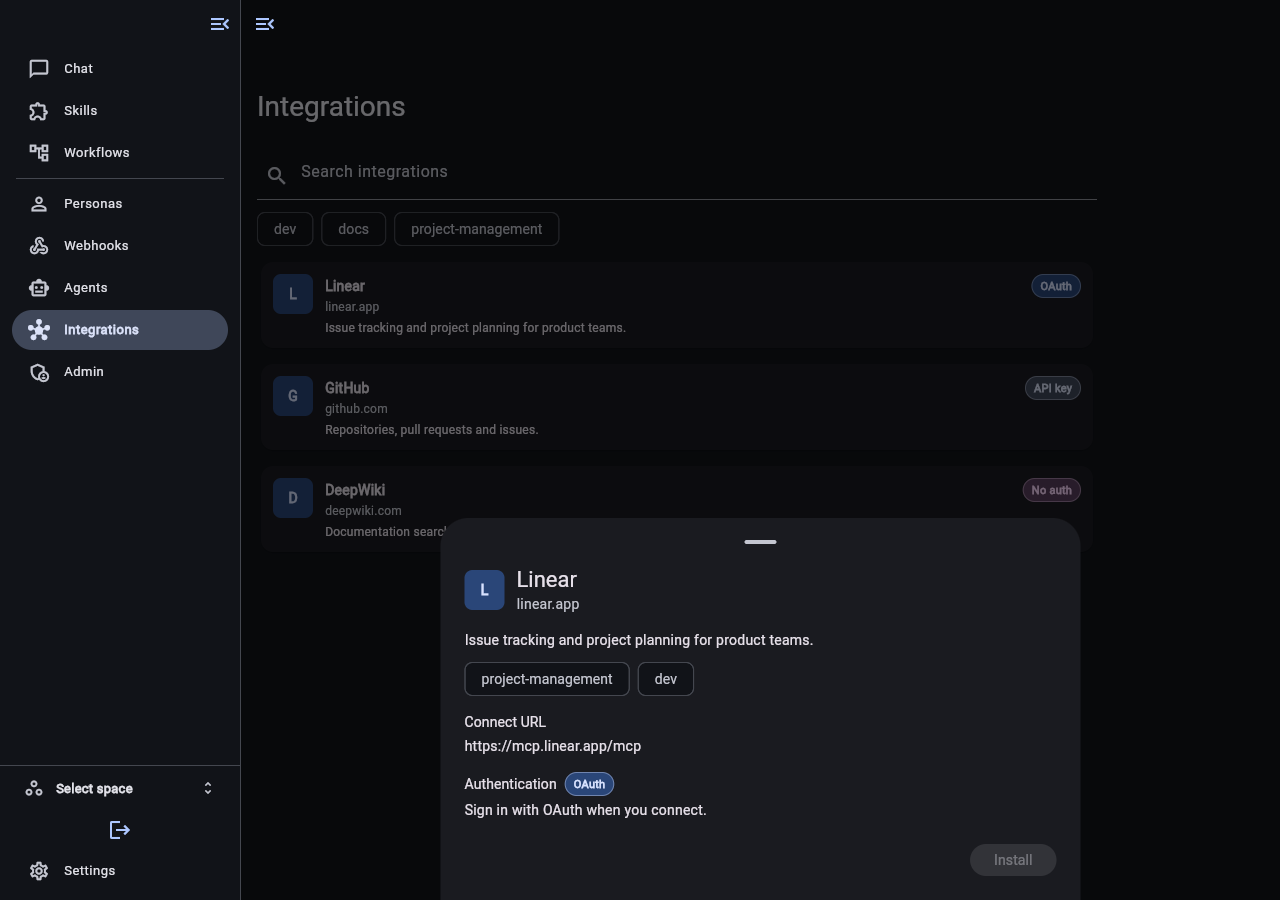 Chat
Skills
Workflows
Personas
Webhooks
Agents
Integrations
Admin
Select space
Settings
Integrations
Search integrations
dev
docs
project-management
L
Linear
OAuth
linear.app
Issue tracking and project planning for product teams.
G
GitHub
API key
github.com
Repositories, pull requests and issues.
D
DeepWiki
No auth
deepwiki.com
Documentation searc
L
Linear
linear.app
Issue tracking and project planning for product teams.
project-management
dev
Connect URL
https://mcp.linear.app/mcp
Authentication OAuth
Sign in with OAuth when you connect.
Install